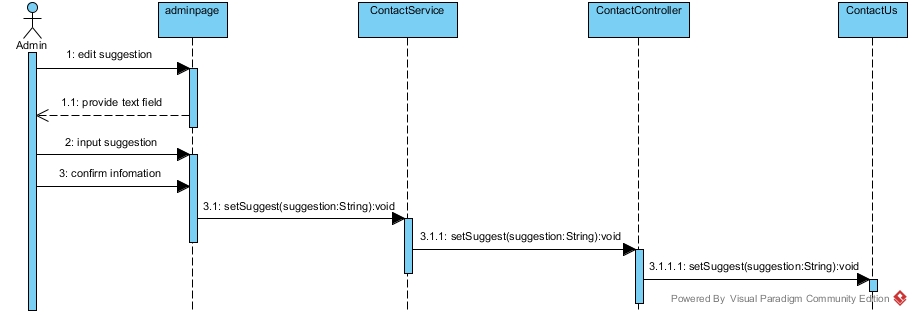 adminpage
ContactService
ContactController
ContactUs
Admin
1: edit suggestion
1.1: provide text field
2: input suggestion
3: confirm infomation
3.1: setSuggest(suggestion:String):void
3.1.1: setSuggest(suggestion:String):void
3.1.1.1: setSuggest(suggestion:String):void
Powered By Visual Paradigm Community Edition